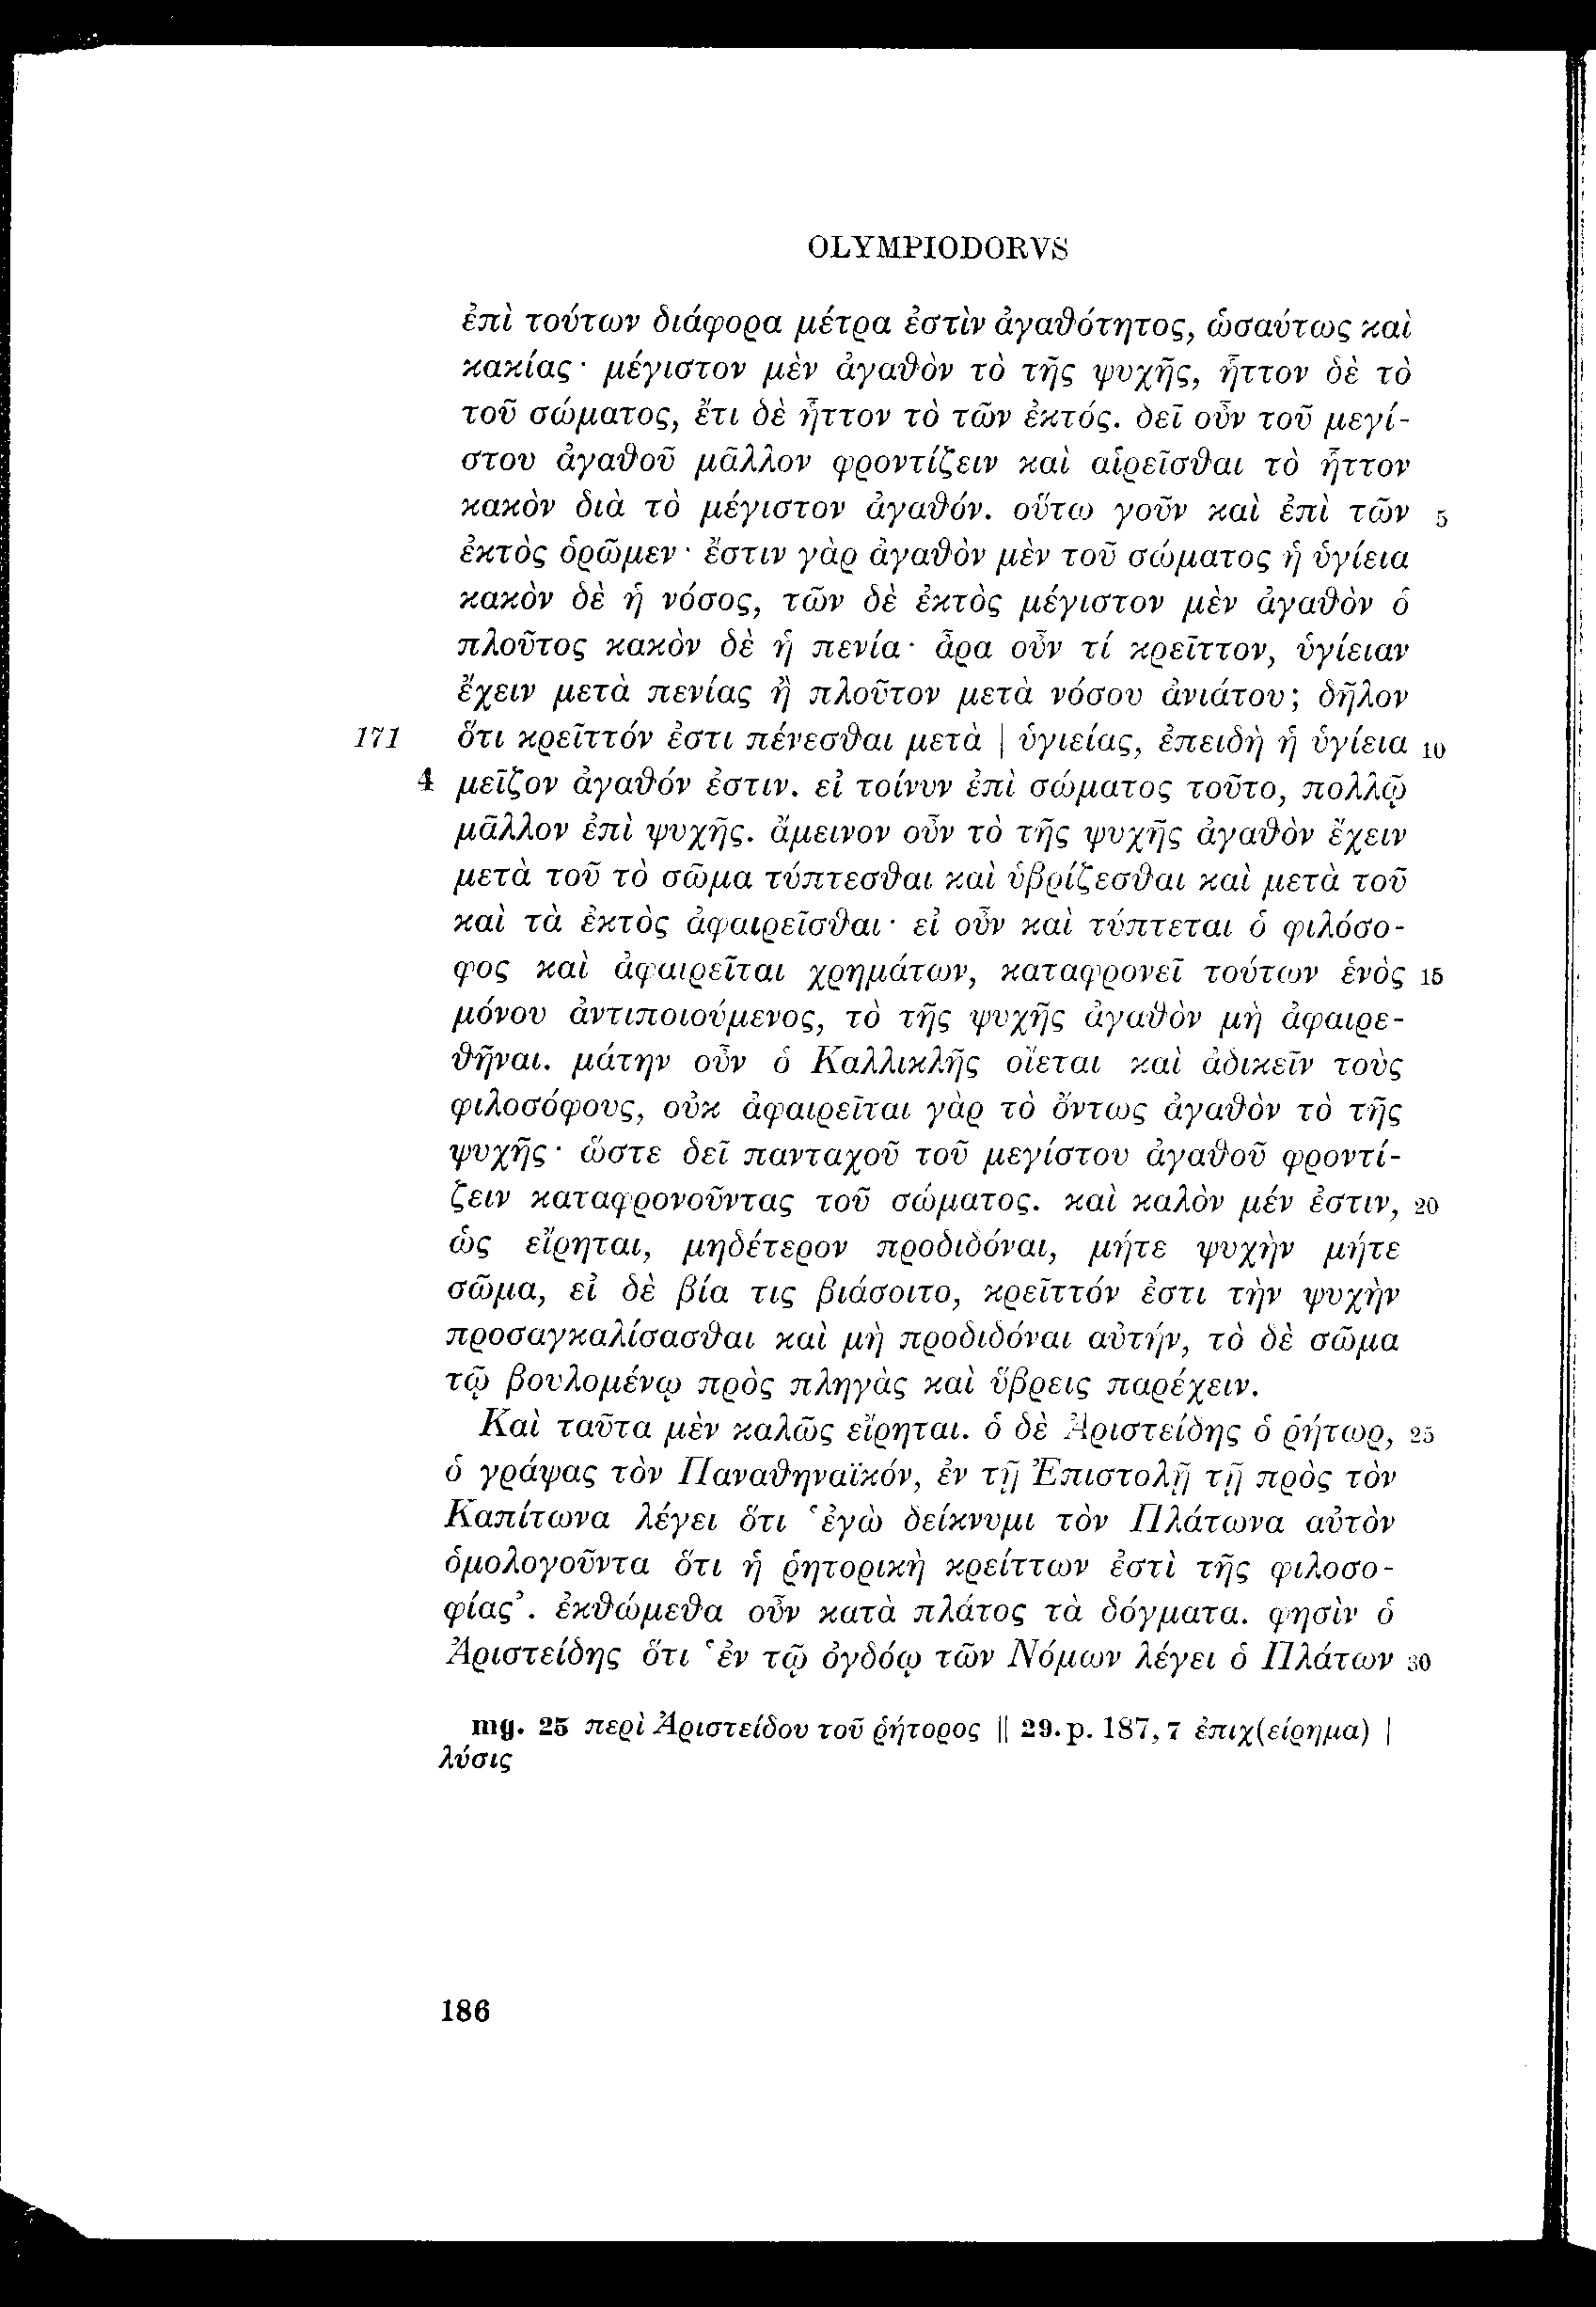 OLYMPIODORVS
ἐπὶ τούτων διάφορα μέτρα ἐστὶν ἀγαθότητος, ὡσαύτως καὶ
κακίας· μέγιστον μὲν ἀγαθὸν τὸ τῆς ψυχῆς, ἧττον δὲ τὸ
τοῦ σώματος, ἔτι δὲ ἧττον τὸ τῶν ἐκτός. δεῖ οὖν τοῦ μεγί-
στου ἀγαθοῦ μᾶλλον φροντίζειν καὶ αἱρεῖσθαι τὸ ἧττον
κακὸν διὰ τὸ μέγιστον ἀγαθόν. οὕτω γοῦν καὶ ἐπὶ τῶν 5
ἐκτὸς ὁρῶμεν· ἔστιν γὰρ ἀγαθὸν μὲν τοῦ σώματος ἡ ὑγίεια
κακὸν δὲ ἡ νόσος, τῶν δὲ ἐκτὸς μέγιστον μὲν ἀγαθὸν ὁ
πλοῦτος κακὸν δὲ ἡ πενία· ἆρα οὖν τί κρεῖττον, ὑγίειαν
ἔχειν μετὰ πενίας ἢ πλοῦτον μετὰ νόσου ἀνιάτου; δῆλον
171 ὅτι κρεῖττόν ἐστι πένεσθαι μετὰ | ὑγιείας, ἐπειδὴ ἡ ὑγίεια 10
4 μεῖζον ἀγαθόν ἐστιν. εἰ τοίνυν ἐπὶ σώματος τοῦτο, πολλῷ
μᾶλλον ἐπὶ ψυχῆς. ἄμεινον οὖν τὸ τῆς ψυχῆς ἀγαθὸν ἔχειν
μετὰ τοῦ τὸ σῶμα τύπτεσθαι καὶ ὑβρίζεσθαι καὶ μετὰ τοῦ
καὶ τὰ ἐκτὸς ἀφαιρεῖσθαι· εἰ οὖν καὶ τύπτεται ὁ φιλόσο-
φος καὶ ἀφαιρεῖται χρημάτων, καταφρονεῖ τούτων ἑνὸς 15
μόνου ἀντιποιούμενος, τὸ τῆς ψυχῆς ἀγαθὸν μὴ ἀφαιρε-
θῆναι. μάτην οὖν ὁ Καλλικλῆς οἴεται καὶ ἀδικεῖν τοὺς
φιλοσόφους, οὐκ ἀφαιρεῖται γὰρ τὸ ὄντως ἀγαθὸν τὸ τῆς
ψυχῆς· ὥστε δεῖ πανταχοῦ τοῦ μεγίστου ἀγαθοῦ φροντί-
ζειν καταφρονοῦντας τοῦ σώματος. καὶ καλὸν μέν ἐστιν, 20
ὡς εἴρηται, μηδέτερον προδιδόναι, μήτε ψυχὴν μήτε
σῶμα, εἰ δὲ βία τις βιάσοιτο, κρεῖττόν ἐστι τὴν ψυχὴν
προσαγκαλίσασθαι καὶ μὴ προδιδόναι αὐτήν, τὸ δὲ σῶμα
τῷ βουλομένῳ πρὸς πληγὰς καὶ ὕβρεις παρέχειν.
Καὶ ταῦτα μὲν καλῶς εἴρηται. ὁ δὲ Ἀριστείδης ὁ ῥήτωρ, 25
ὁ γράψας τὸν Παναθηναϊκόν, ἐν τῇ Ἐπιστολῇ τῇ πρὸς τὸν
Καπίτωνα λέγει ὅτι ‘ἐγὼ δείκνυμι τὸν Πλάτωνα αὐτὸν
ὁμολογοῦντα ὅτι ἡ ῥητορικὴ κρείττων ἐστὶ τῆς φιλοσο-
φίας’. ἐκθώμεθα οὖν κατὰ πλάτος τὰ δόγματα. φησὶν ὁ
Ἀριστείδης ὅτι ‘ἐν τῷ ὀγδόῳ τῶν Νόμων λέγει ὁ Πλάτων 30
mg. 25 περὶ Ἀριστείδου τοῦ ῥήτορος || 29. p. 187, 7 ἐπιχ(είρημα) |
λύσις
186